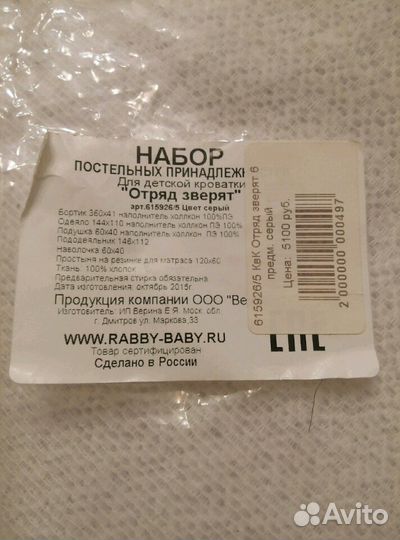 НАБОР
ПОСТЕЛЬНЫХ ПРИНАДЛЕЖН
Для детской кроватки
"Отряд зверят"
арт.615926/5 Цвет серый
Бортик 360х41 наполнитель холлкон 100%ПЭ
Одеяло 144х110 наполнитель холлкон ПЭ 100%
Подушка 60х40 наполнитель холлкон ПЭ 100%
Пододеяльник 146х112
Наволочка 60х40
Простыня на резинке для матраса 120х60
Ткань: 100% хлопок
Предварительная стирка обязательна
Дата изготовления: октябрь 2015г.
Продукция компании ООО "Ве
Изготовитель: ИП Верина Е.Я. моск. обл
г. Дмитров ул. Маркова,33
WWW.RABBY-BABY.RU
Товар сертифицирован
Сделано в России
615926/5 КвК Отряд зверят 6
предм. серый
Цена: 5100 руб.
2 000000 000497
Avito